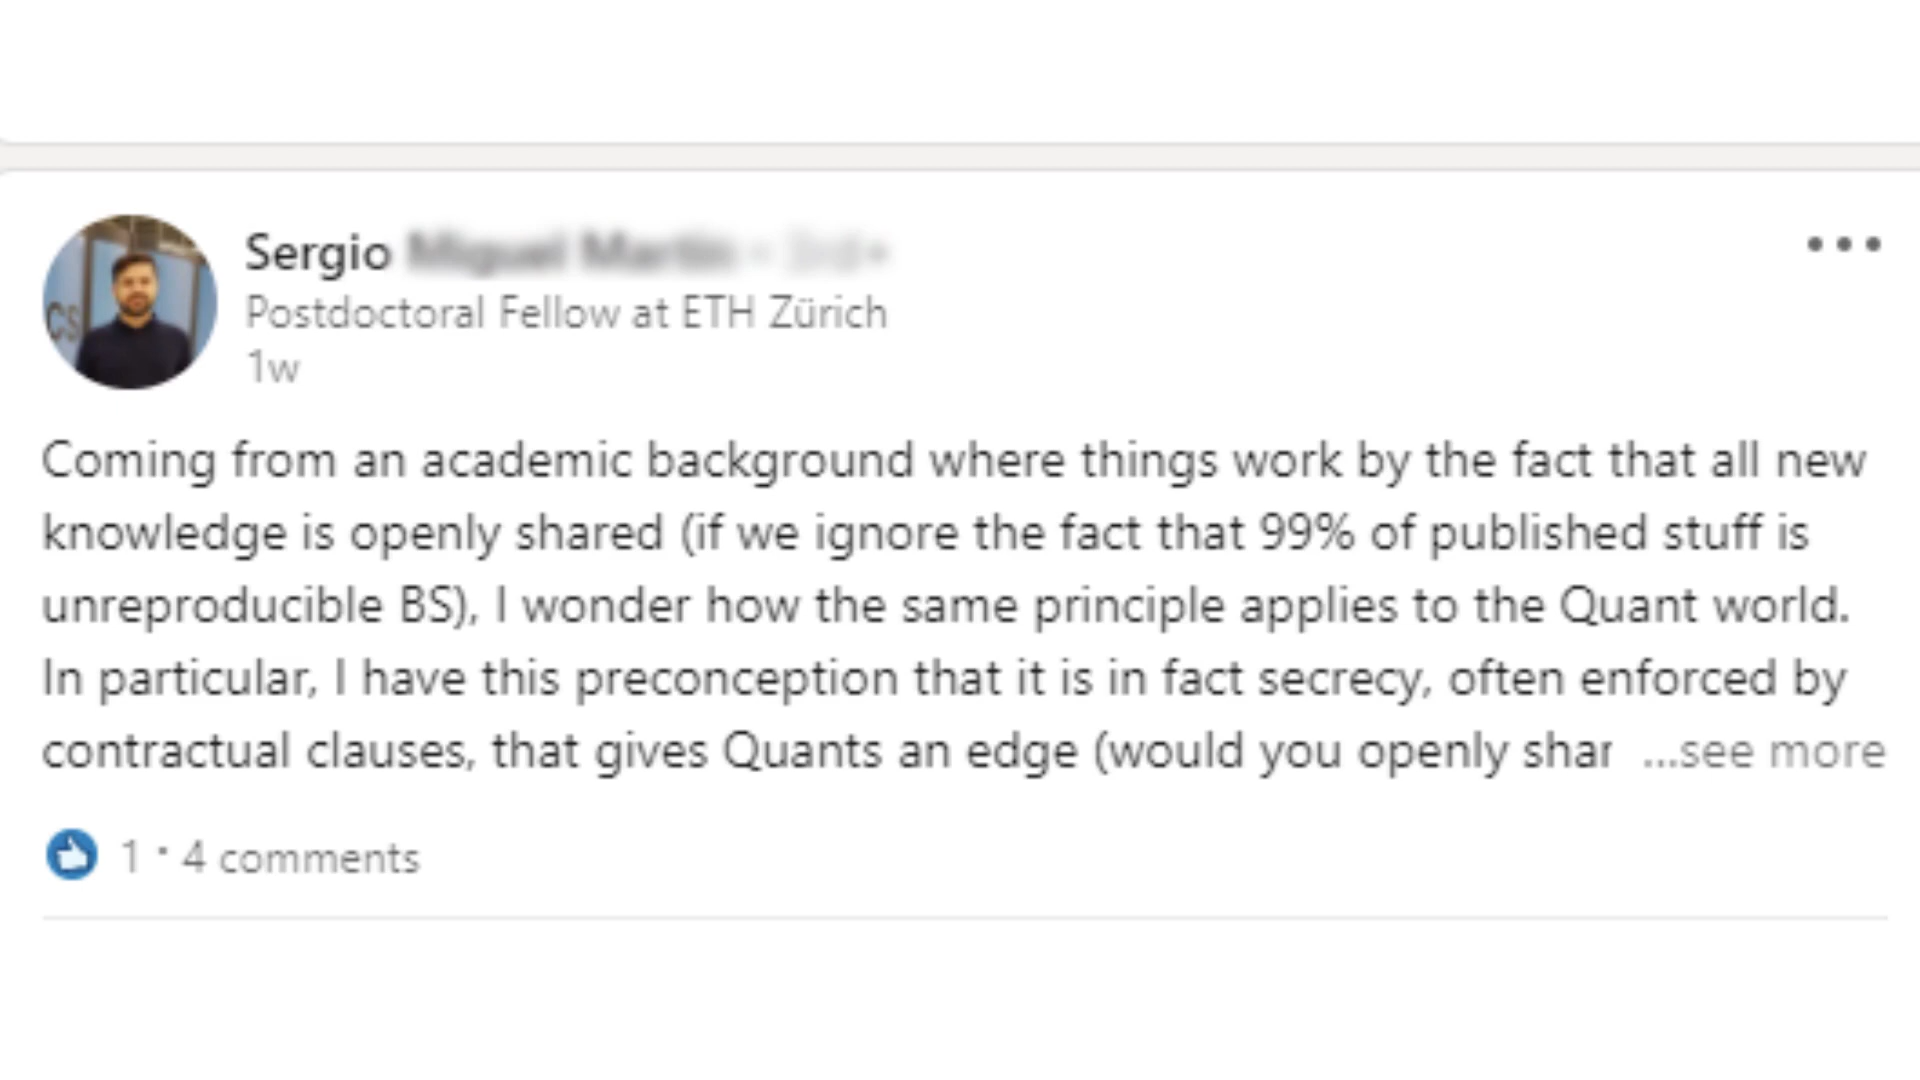 Sergio
Postdoctoral Fellow at ETH Zürich
1w
Coming from an academic background where things work by the fact that all new
knowledge is openly shared (if we ignore the fact that 99% of published stuff is
unreproducible BS), I wonder how the same principle applies to the Quant world.
In particular, I have this preconception that it is in fact secrecy, often enforced by
contractual clauses, that gives Quants an edge (would you openly shar ...see more
1 · 4 comments